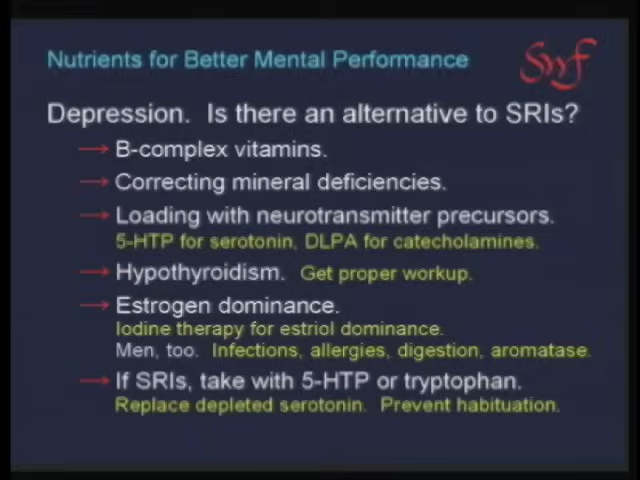 Nutrients for Better Mental Performance
Swf
Depression. Is there an alternative to SRIs?
→ B-complex vitamins.
→ Correcting mineral deficiencies.
→ Loading with neurotransmitter precursors.
5-HTP for serotonin, DLPA for catecholamines.
→ Hypothyroidism. Get proper workup.
→ Estrogen dominance.
Iodine therapy for estriol dominance.
Men, too. Infections, allergies, digestion, aromatase.
→ If SRIs, take with 5-HTP or tryptophan.
Replace depleted serotonin. Prevent habituation.